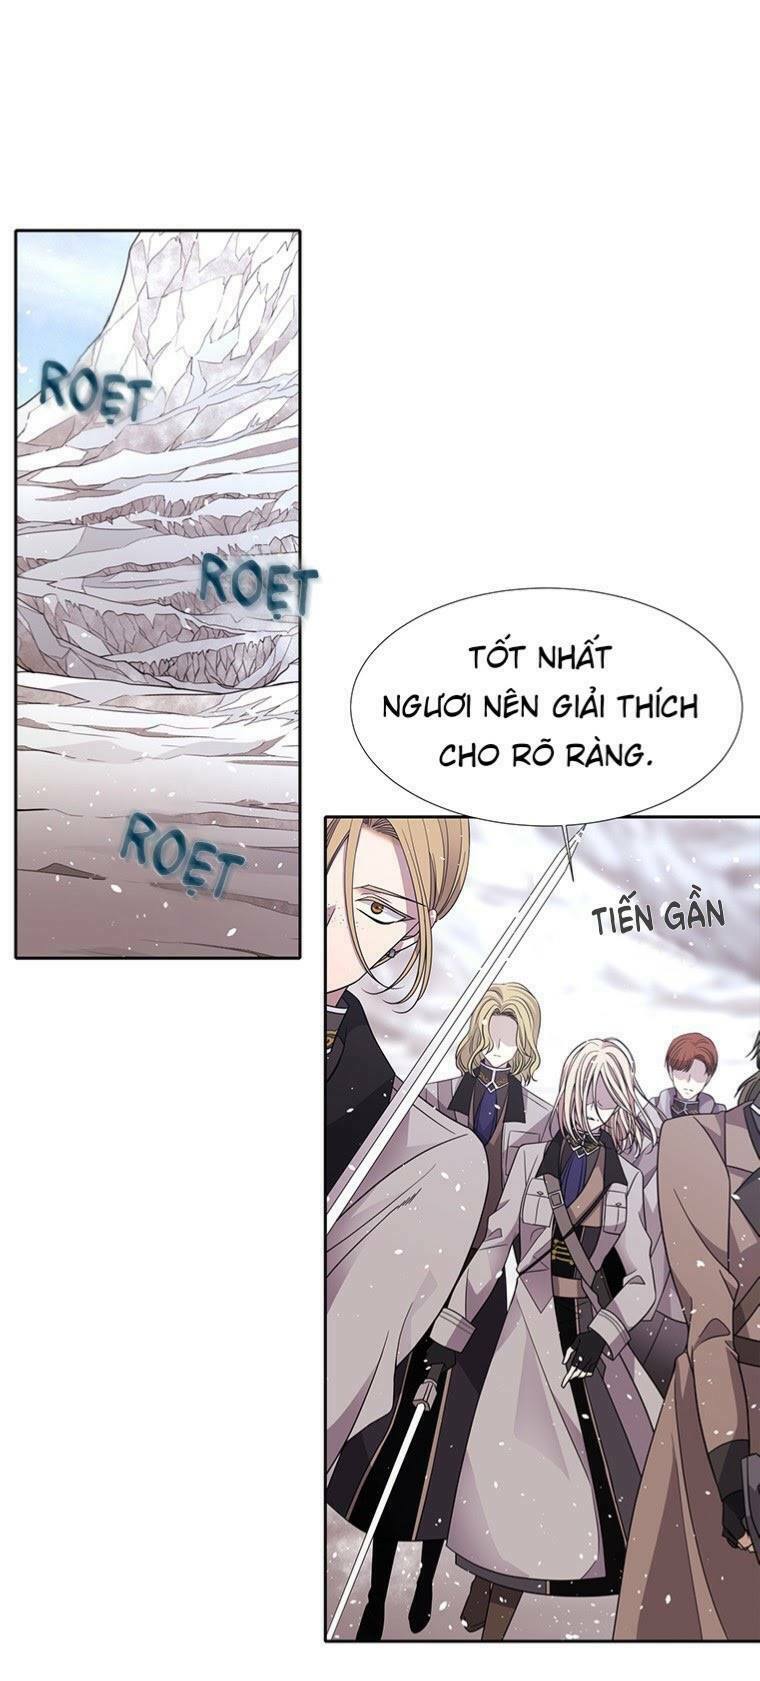 ROẸT
ROẸT
TỐT NHẤT
NGƯƠI NÊN GIẢI THÍCH
CHO RÕ RÀNG.
ROẸT
TIẾN GẦN